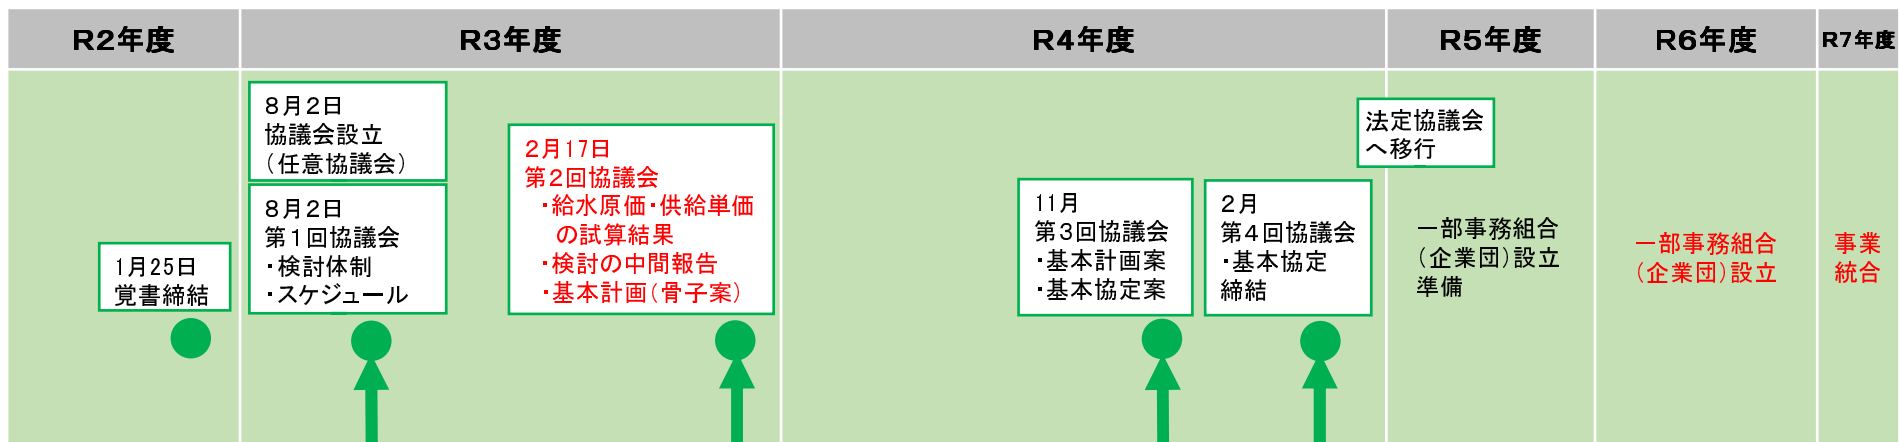 R2年度
R3年度
R4年度
R5年度
R6年度
R7年度
1月25日
覚書締結
8月2日
協議会設立
（任意協議会）
8月2日
第1回協議会
・検討体制
・スケジュール
2月17日
第2回協議会
・給水原価・供給単価
の試算結果
・検討の中間報告
・基本計画（骨子案）
11月
第3回協議会
・基本計画案
・基本協定案
2月
第4回協議会
・基本協定
締結
法定協議会
へ移行
一部事務組合
（企業団）設立
準備
一部事務組合
（企業団）設立
事業
統合